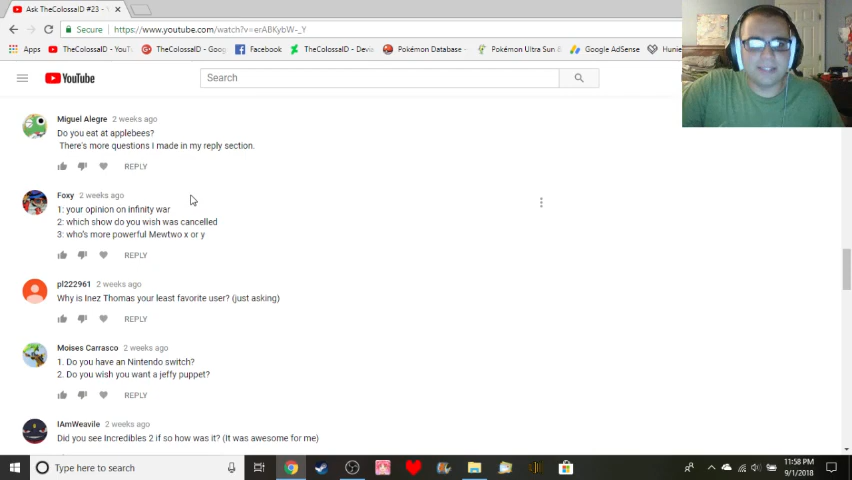 Ask TheColossalD #23 -
Secure https://www.youtube.com/watch?v=erABKybW-_Y
Apps TheColossalD - YouT TheColossalD - Goog Facebook TheColossalD - Devia Pokémon Database - Pokémon Ultra Sun & Google AdSense Hunie
YouTube Search
Miguel Alegre 2 weeks ago
Do you eat at applebees?
There's more questions I made in my reply section.
REPLY
Foxy 2 weeks ago
1: your opinion on infinity war
2: which show do you wish was cancelled
3: who's more powerful Mewtwo x or y
REPLY
pl222961 2 weeks ago
Why is Inez Thomas your least favorite user? (just asking)
REPLY
Moises Carrasco 2 weeks ago
1. Do you have an Nintendo switch?
2. Do you wish you want a jeffy puppet?
REPLY
IAmWeavile 2 weeks ago
Did you see Incredibles 2 if so how was it? (It was awesome for me)
Type here to search
11:58 PM
9/1/2018